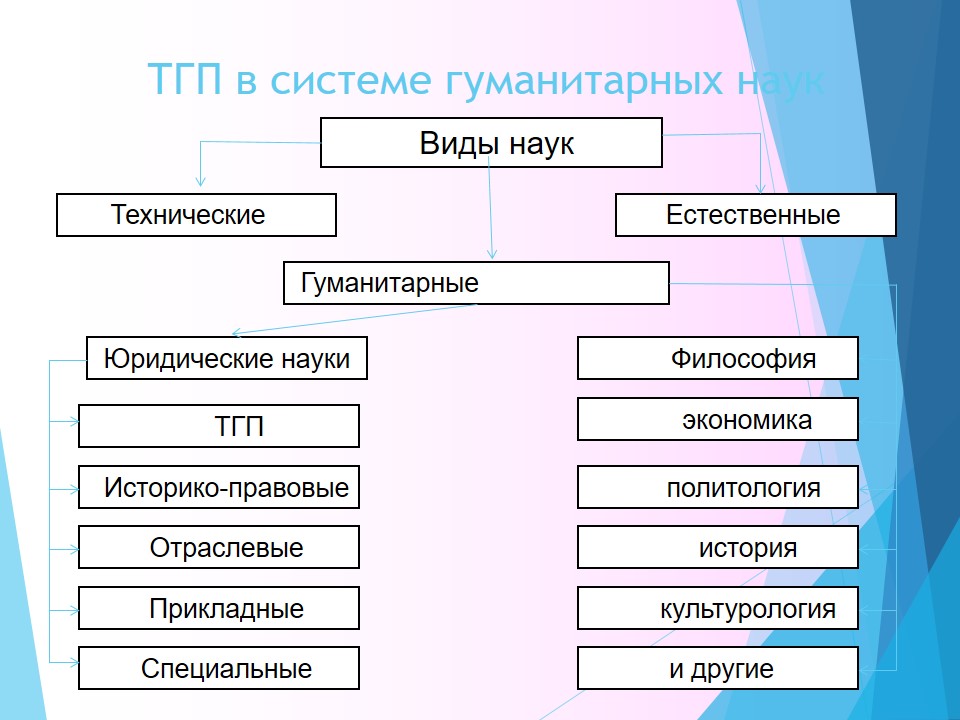 ТГП в системе гуманитарных наук
Виды наук
Технические
Естественные
Гуманитарные
Юридические науки
ТГП
Историко-правовые
Отраслевые
Прикладные
Специальные
Философия
экономика
политология
история
культурология
и другие